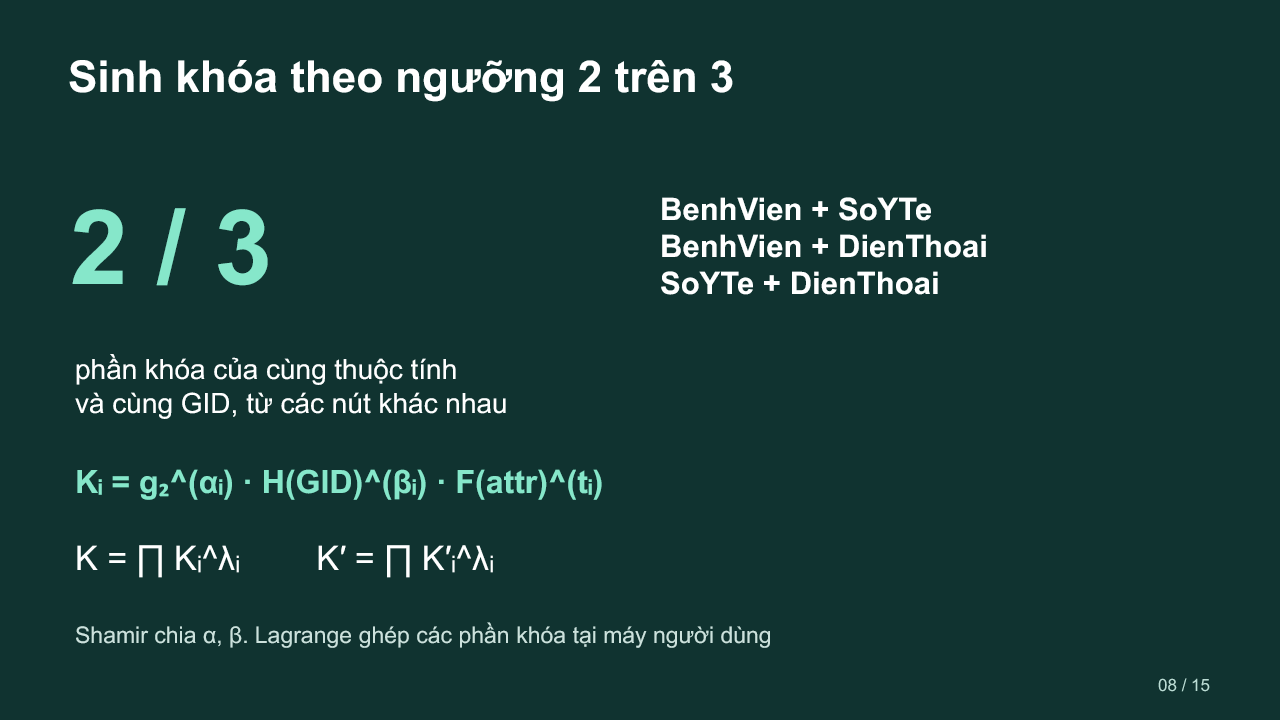 Sinh khóa theo ngưỡng 2 trên 3
2 / 3
BenhVien + SoYTe
BenhVien + DienThoai
SoYTe + DienThoai
phần khóa của cùng thuộc tính
và cùng GID, từ các nút khác nhau
Kᵢ = g₂^(αᵢ) · H(GID)^(βᵢ) · F(attr)^(tᵢ)
K = ∏ Kᵢ^λᵢ K′ = ∏ K′ᵢ^λᵢ
Shamir chia α, β. Lagrange ghép các phần khóa tại máy người dùng
08 / 15